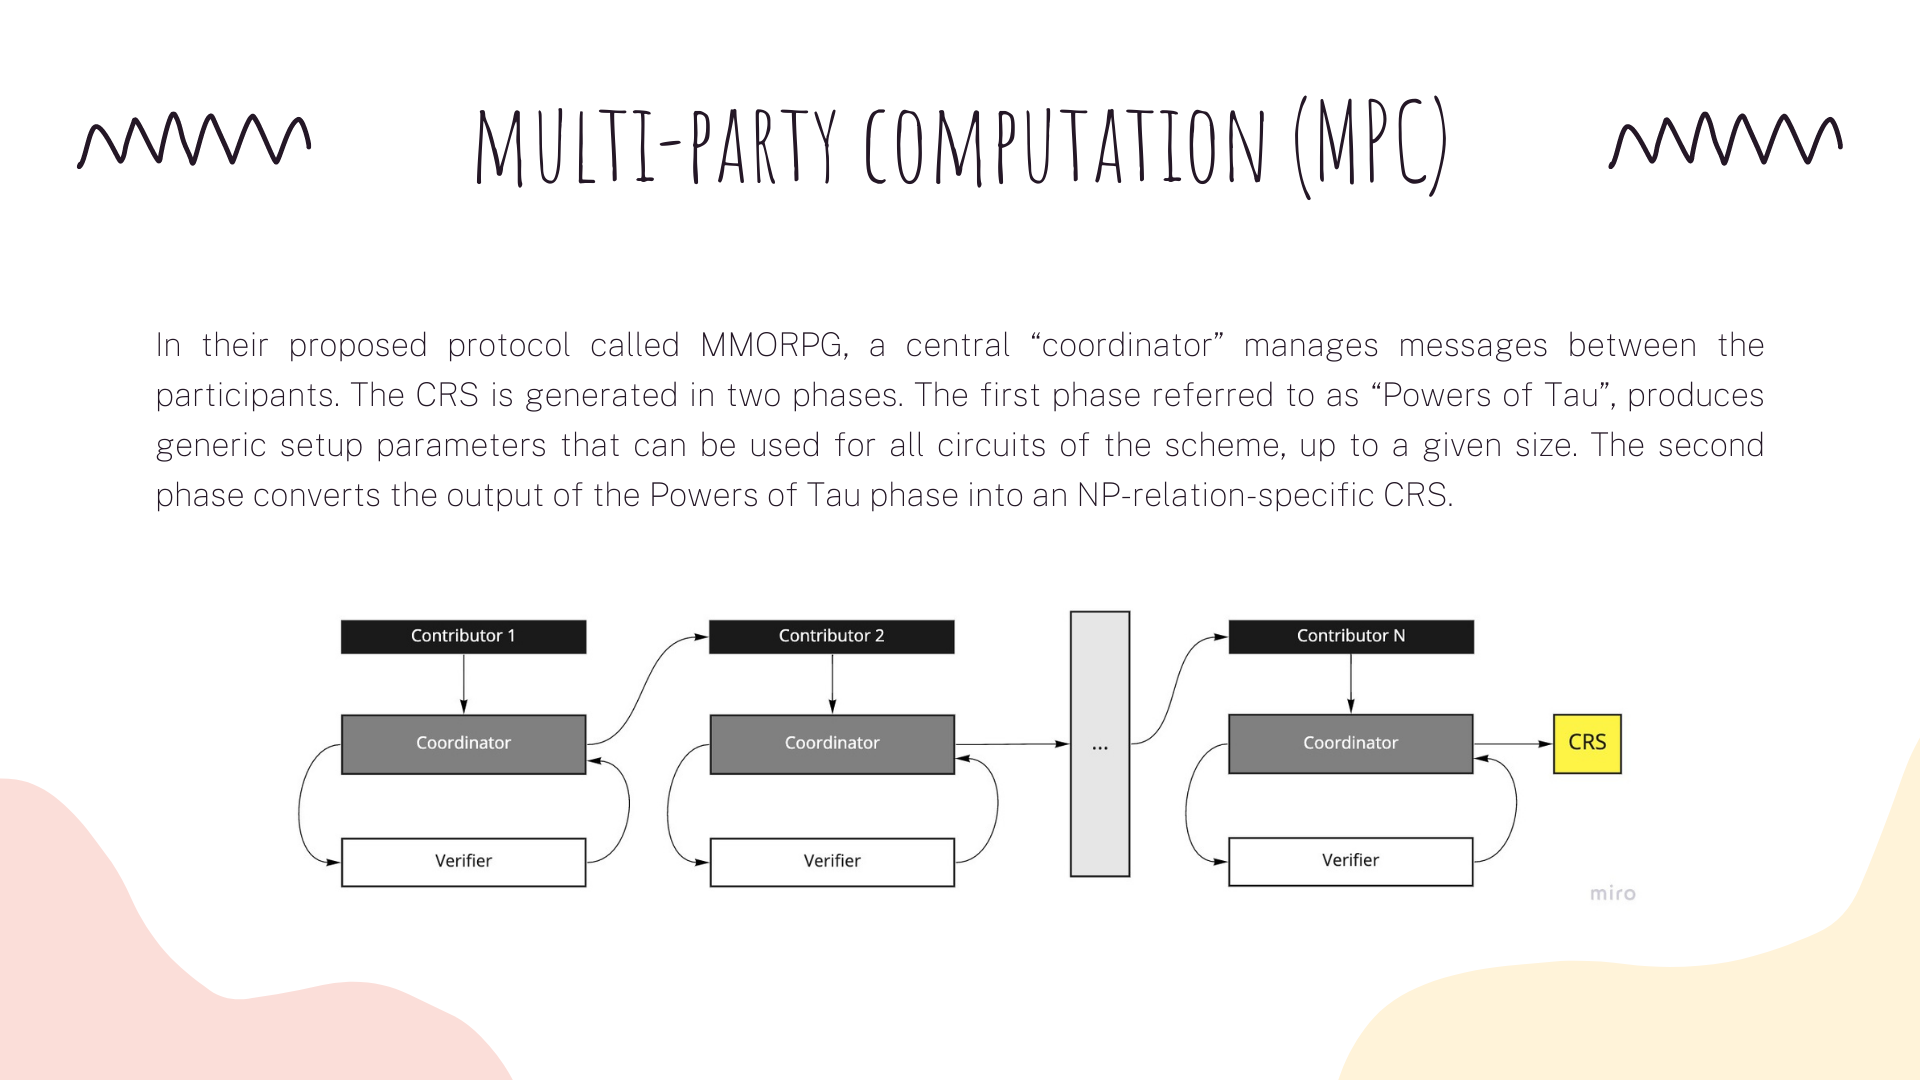 MULTI-PARTY COMPUTATION (MPC)
In their proposed protocol called MMORPG, a central “coordinator” manages messages between the
participants. The CRS is generated in two phases. The first phase referred to as “Powers of Tau”, produces
generic setup parameters that can be used for all circuits of the scheme, up to a given size. The second
phase converts the output of the Powers of Tau phase into an NP-relation-specific CRS.
Contributor 1
Contributor 2
Contributor N
Coordinator
Coordinator
...
Coordinator
CRS
Verifier
Verifier
Verifier
miro